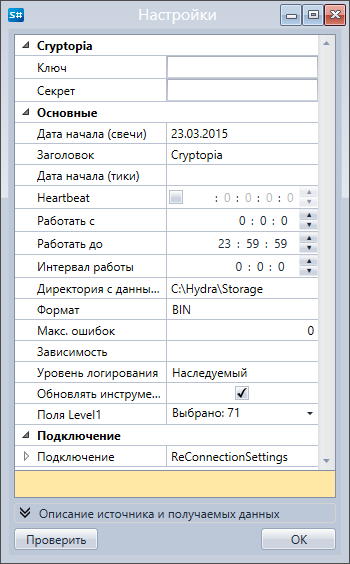 S# Настройки
Cryptopia
Ключ
Секрет
Основные
Дата начала (свечи) 23.03.2015
Заголовок Cryptopia
Дата начала (тики)
Heartbeat : 0 : 0 : 0 : 0
Работать с 0 : 0 : 0
Работать до 23 : 59 : 59
Интервал работы 0 : 0 : 0
Директория с данны... C:\Hydra\Storage
Формат BIN
Макс. ошибок 0
Зависимость
Уровень логирования Наследуемый
Обновлять инструме...
Поля Level1 Выбрано: 71
Подключение
Подключение ReConnectionSettings
Описание источника и получаемых данных
Проверить ОК